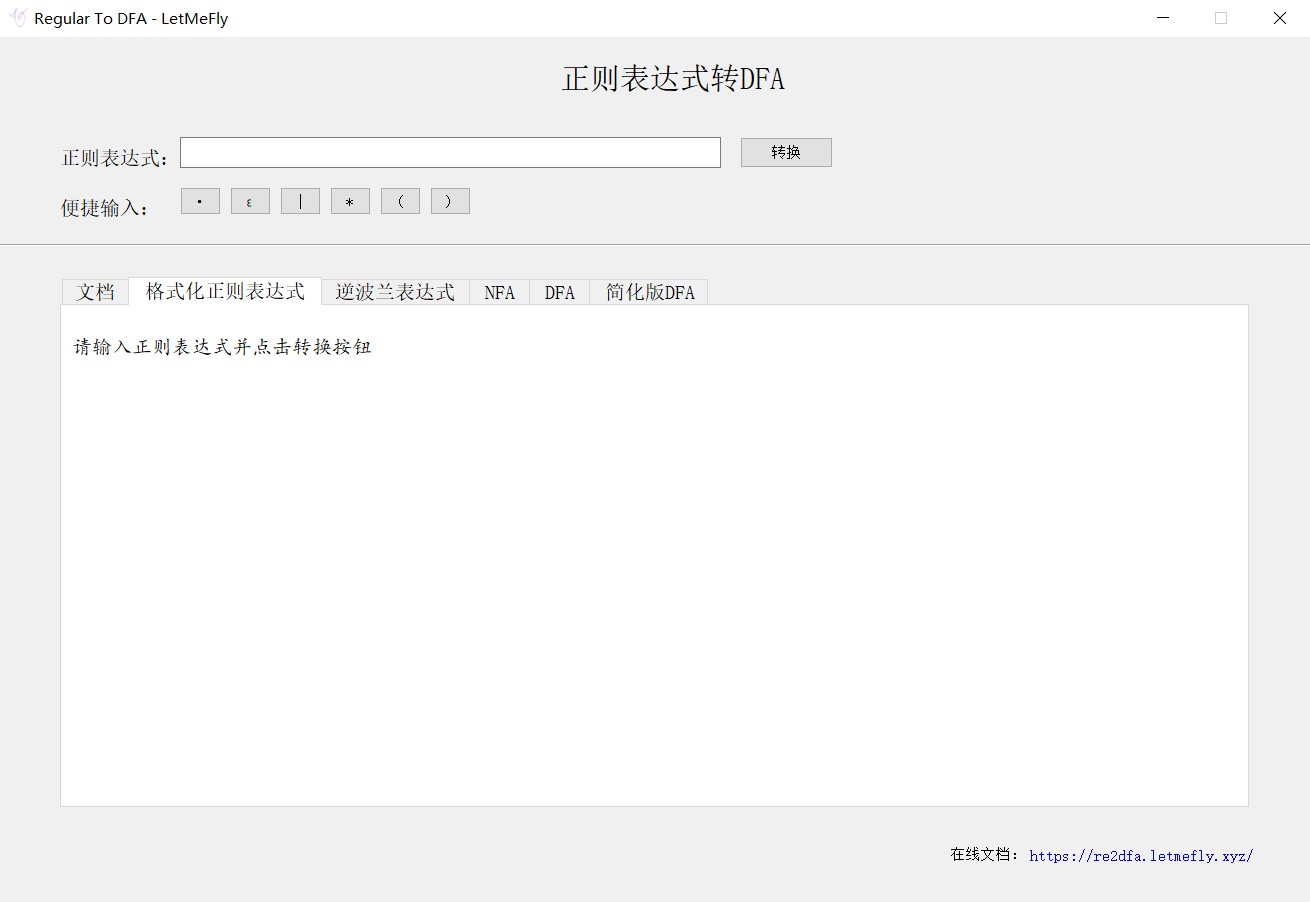 Regular To DFA - LetMeFly
正则表达式转DFA
正则表达式： 转换
便捷输入： · ε | * ( )
文档 格式化正则表达式 逆波兰表达式 NFA DFA 简化版DFA
请输入正则表达式并点击转换按钮
在线文档： https://re2dfa.letmefly.xyz/